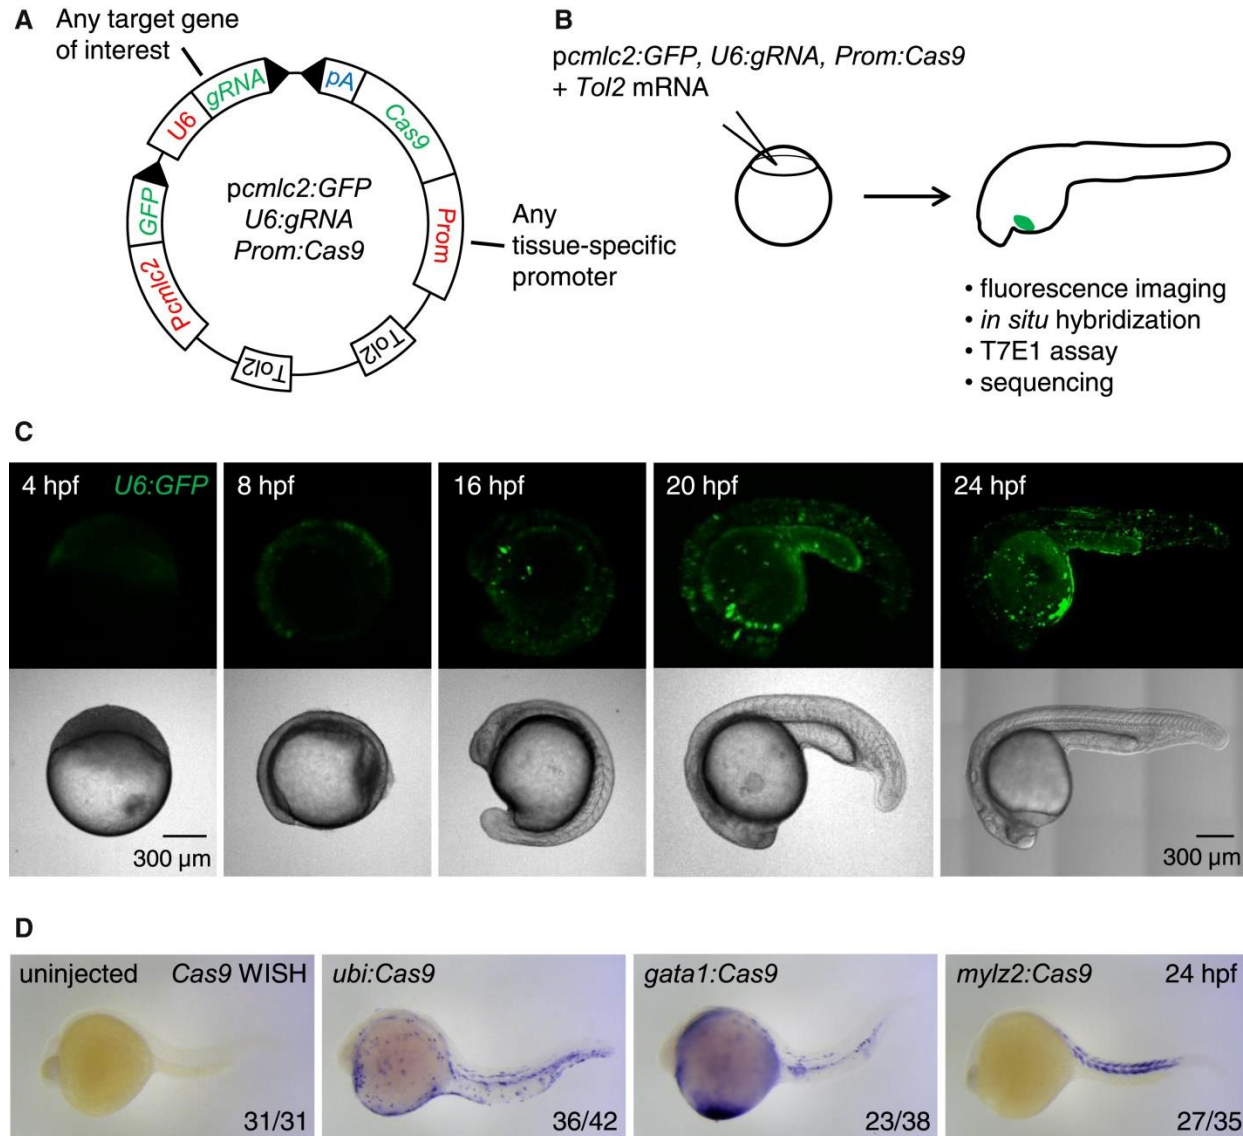 A
Any target gene
of interest
gRNA
pA
U6
Cas9
GFP
pcmlc2:GFP
U6:gRNA
Prom:Cas9
Prom
Any
tissue-specific
promoter
Pcmlc2
Tol2
Tol2
B
pcmlc2:GFP, U6:gRNA, Prom:Cas9
+ Tol2 mRNA
• fluorescence imaging
• in situ hybridization
• T7E1 assay
• sequencing
C
4 hpf U6:GFP
8 hpf
16 hpf
20 hpf
24 hpf
300 µm
300 µm
D
uninjected Cas9 WISH
31/31
ubi:Cas9
36/42
gata1:Cas9
23/38
mylz2:Cas9 24 hpf
27/35